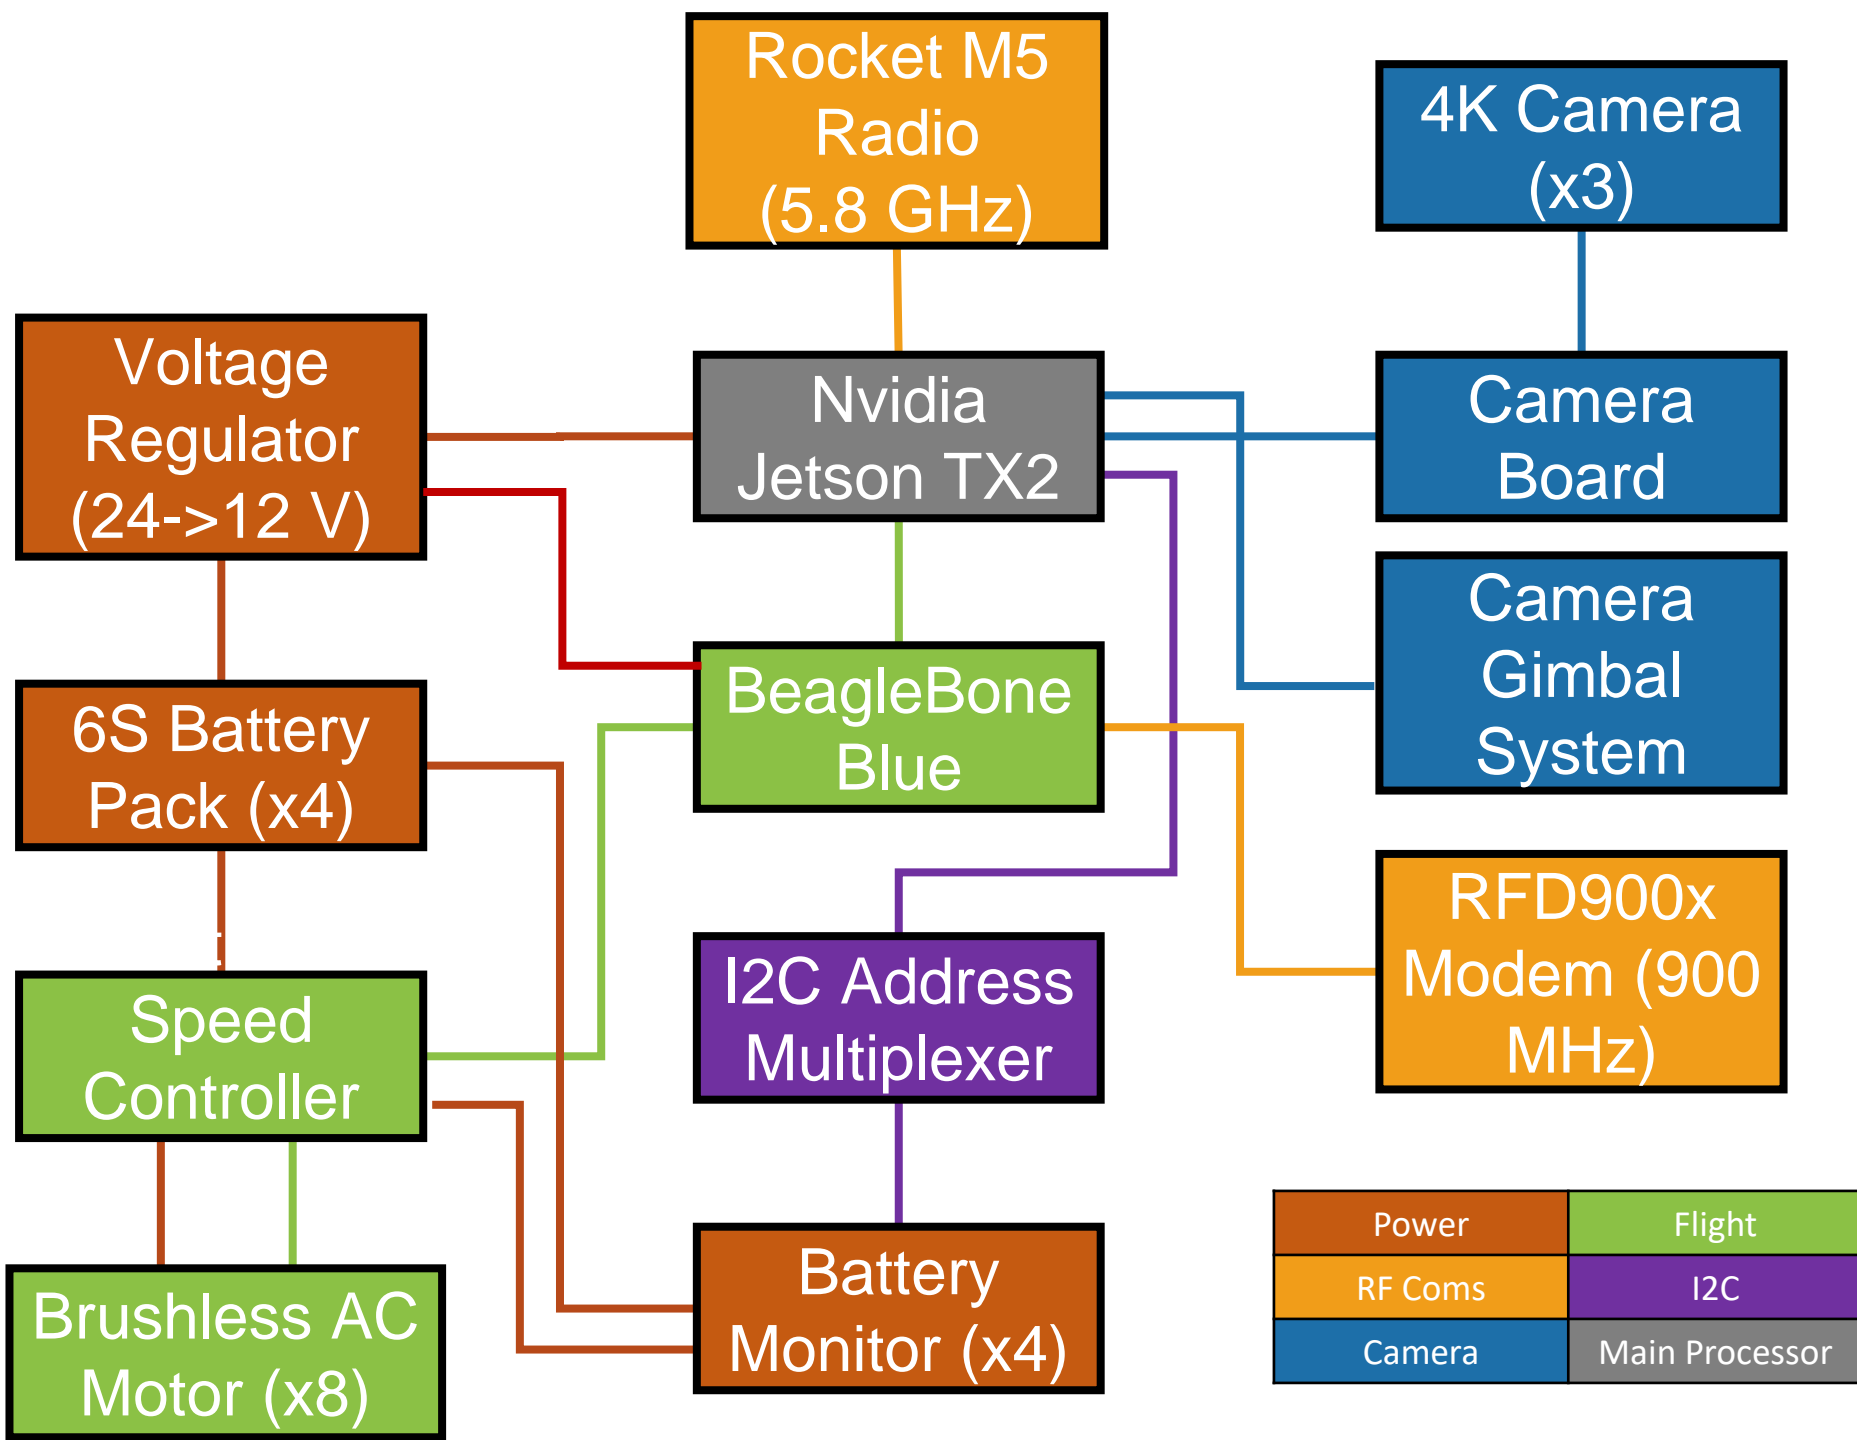 Rocket M5
Radio
(5.8 GHz)
4K Camera
(x3)
Voltage
Regulator
(24->12 V)
Nvidia
Jetson TX2
Camera
Board
Camera
Gimbal
System
6S Battery
Pack (x4)
BeagleBone
Blue
RFD900x
Modem (900
MHz)
Speed
Controller
I2C Address
Multiplexer
Brushless AC
Motor (x8)
Battery
Monitor (x4)
Power
Flight
RF Coms
I2C
Camera
Main Processor